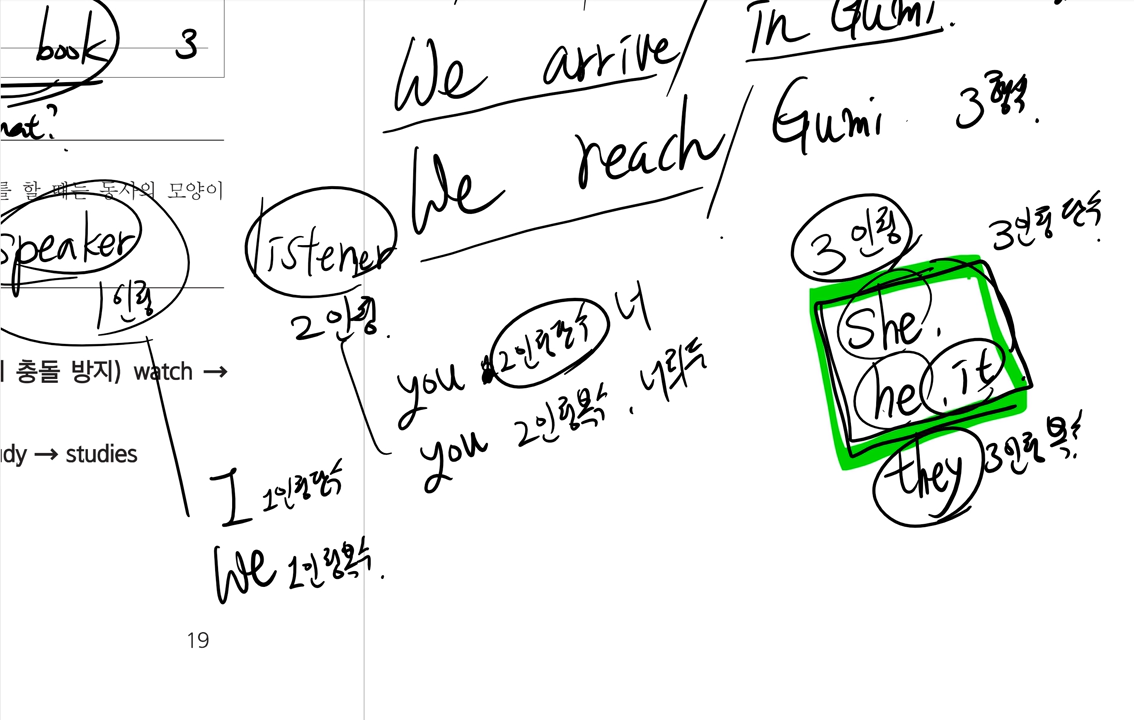 book 3
We arrive / in Gumi.
hat?
We reach / Gumi 3형식.
를 할 때는 동사의 모양이
speaker
1인칭
listener
2인칭.
3인칭
3인칭 단수.
she.
he. it
they 3인칭 복수.
you 2인칭단수 너
you 2인칭복수. 너희들
충돌 방지) watch →
dy → studies
I 1인칭단수
We 1인칭복수.
19